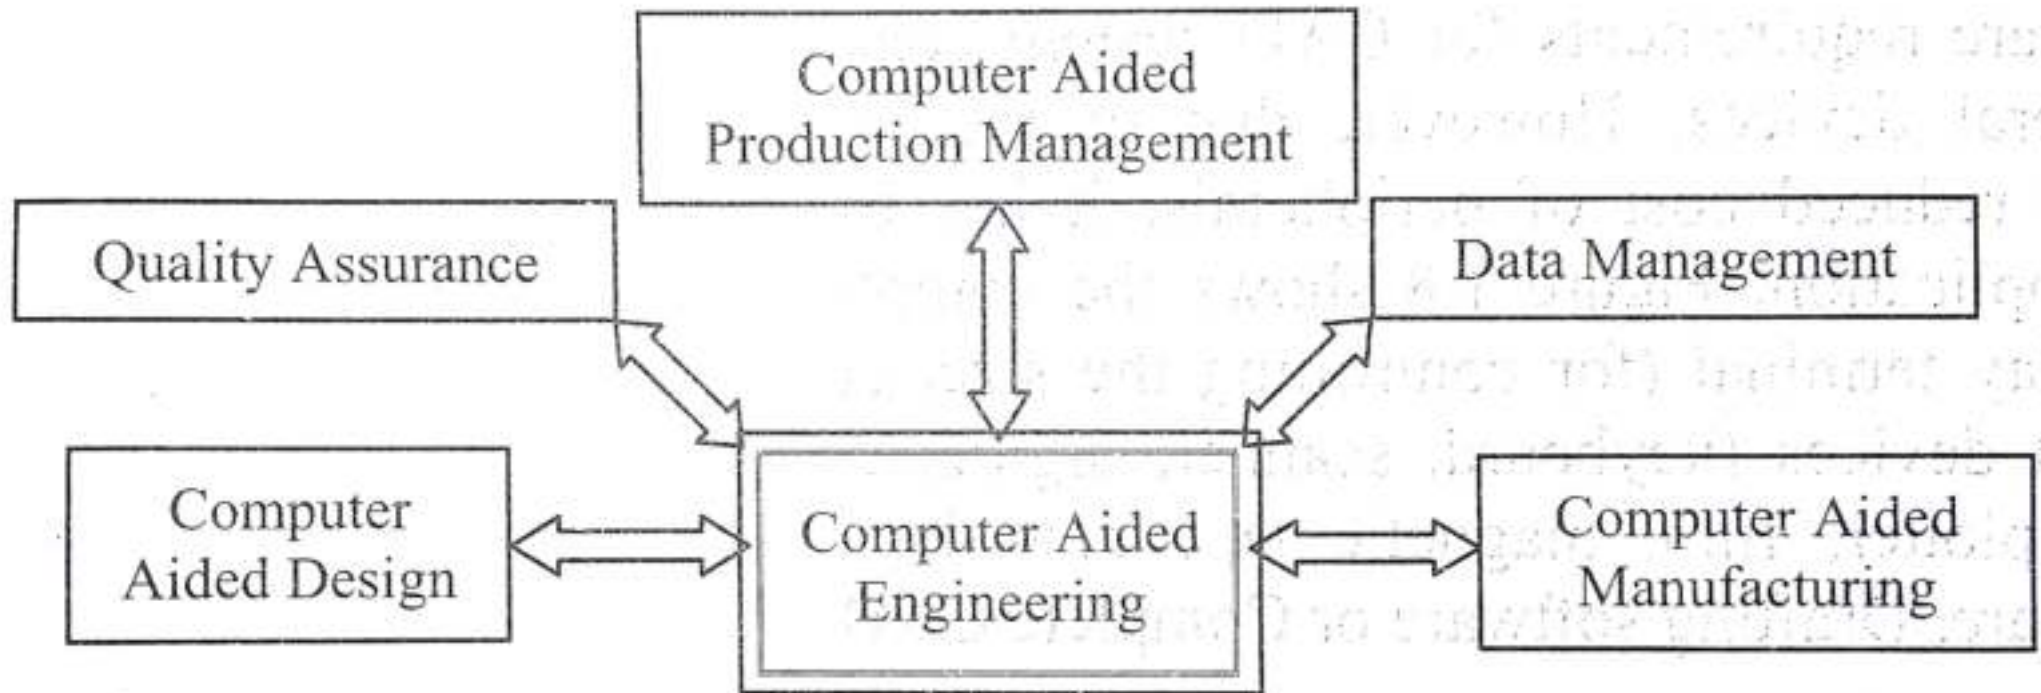 Computer Aided
Production Management
Quality Assurance
Data Management
Computer
Aided Design
Computer Aided
Engineering
Computer Aided
Manufacturing